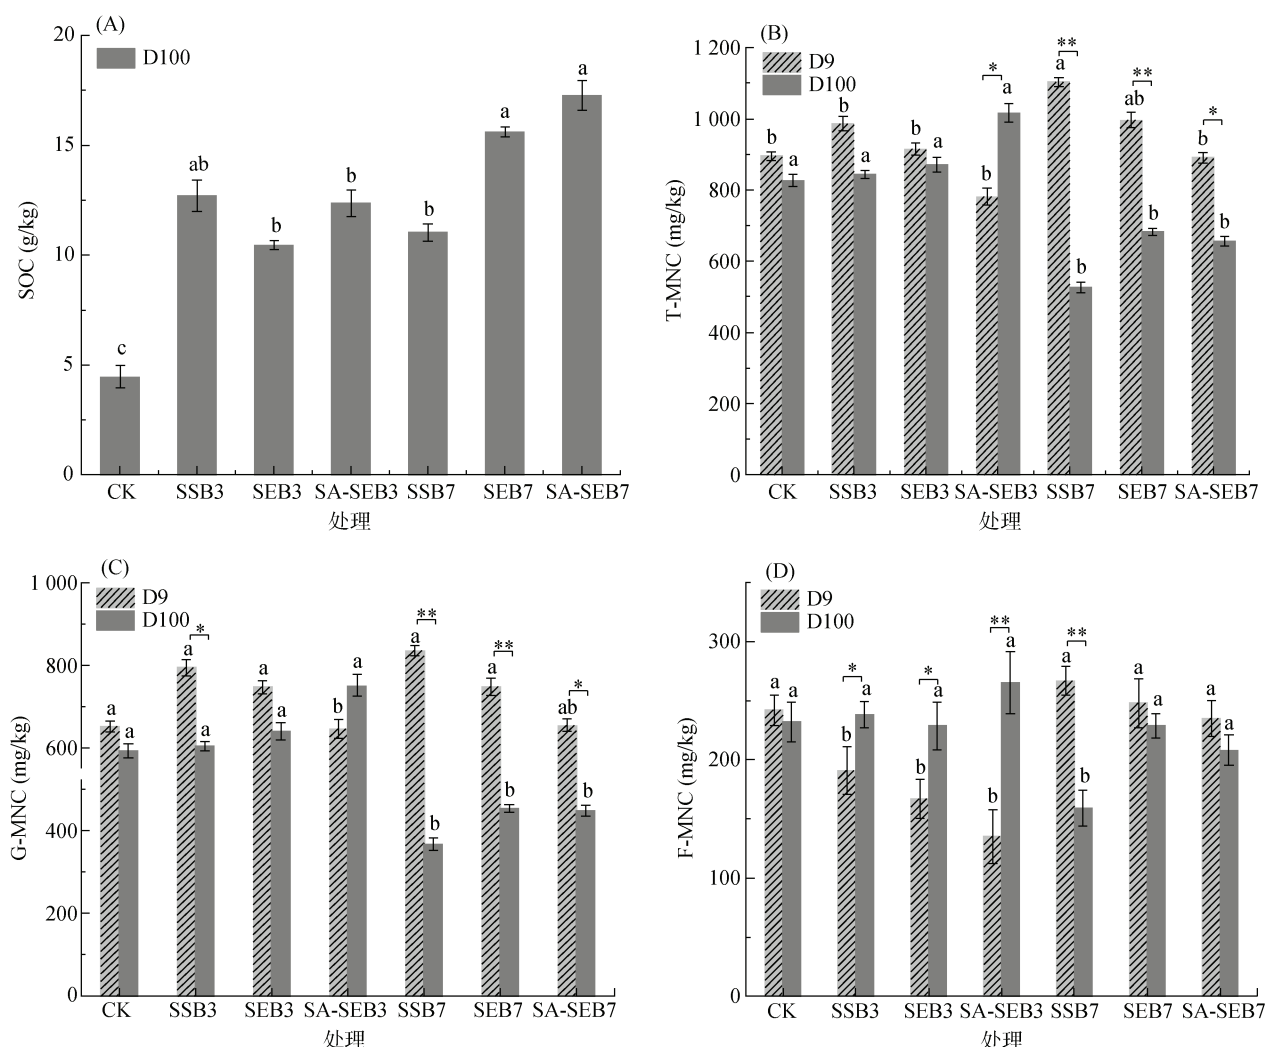 (A)
20
15
10
5
0
SOC (g/kg)
D100
c
ab
b
b
b
a
a
CK SSB3 SEB3 SA-SEB3 SSB7 SEB7 SA-SEB7
处理
(B)
1 200
1 000
800
600
400
200
0
T-MNC (mg/kg)
D9
D100
b a
b a
b a
b a
*
a b
**
ab b
**
b b
*
CK SSB3 SEB3 SA-SEB3 SSB7 SEB7 SA-SEB7
处理
(C)
1 000
800
600
400
200
0
G-MNC (mg/kg)
D9
D100
a a
a a
*
a a
b a
a b
**
a b
**
ab b
*
CK SSB3 SEB3 SA-SEB3 SSB7 SEB7 SA-SEB7
处理
(D)
300
200
100
0
F-MNC (mg/kg)
D9
D100
a a
b a
*
b a
*
b a
**
a b
**
a a
a a
CK SSB3 SEB3 SA-SEB3 SSB7 SEB7 SA-SEB7
处理